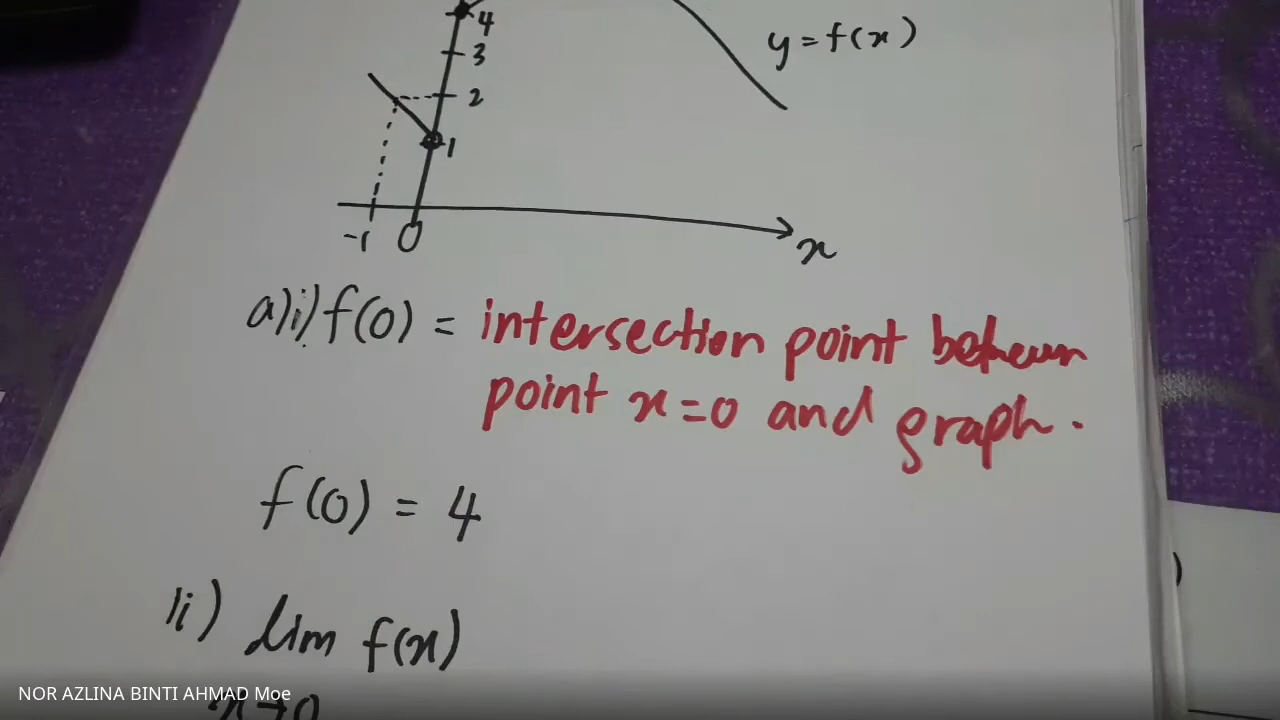 4
3
y = f(x)
2
1
-1 0
x
a)i) f(0) = intersection point between
point x=0 and graph.
f(0) = 4
ii) lim f(x)
x→0
)
NOR AZLINA BINTI AHMAD Moe